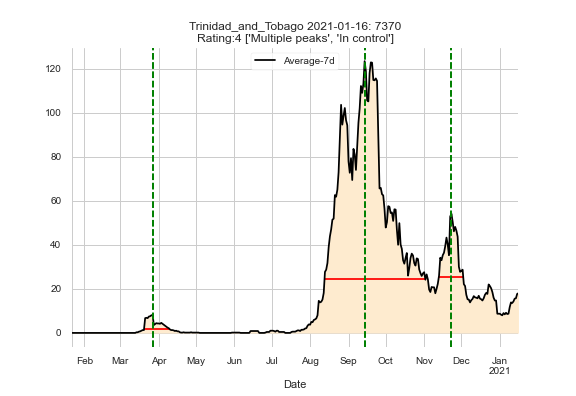 Trinidad_and_Tobago 2021-01-16: 7370
Rating:4 ['Multiple peaks', 'In control']
Average-7d
120
100
80
60
40
20
0
Feb Mar Apr May Jun Jul Aug Sep Oct Nov Dec Jan
2021
Date